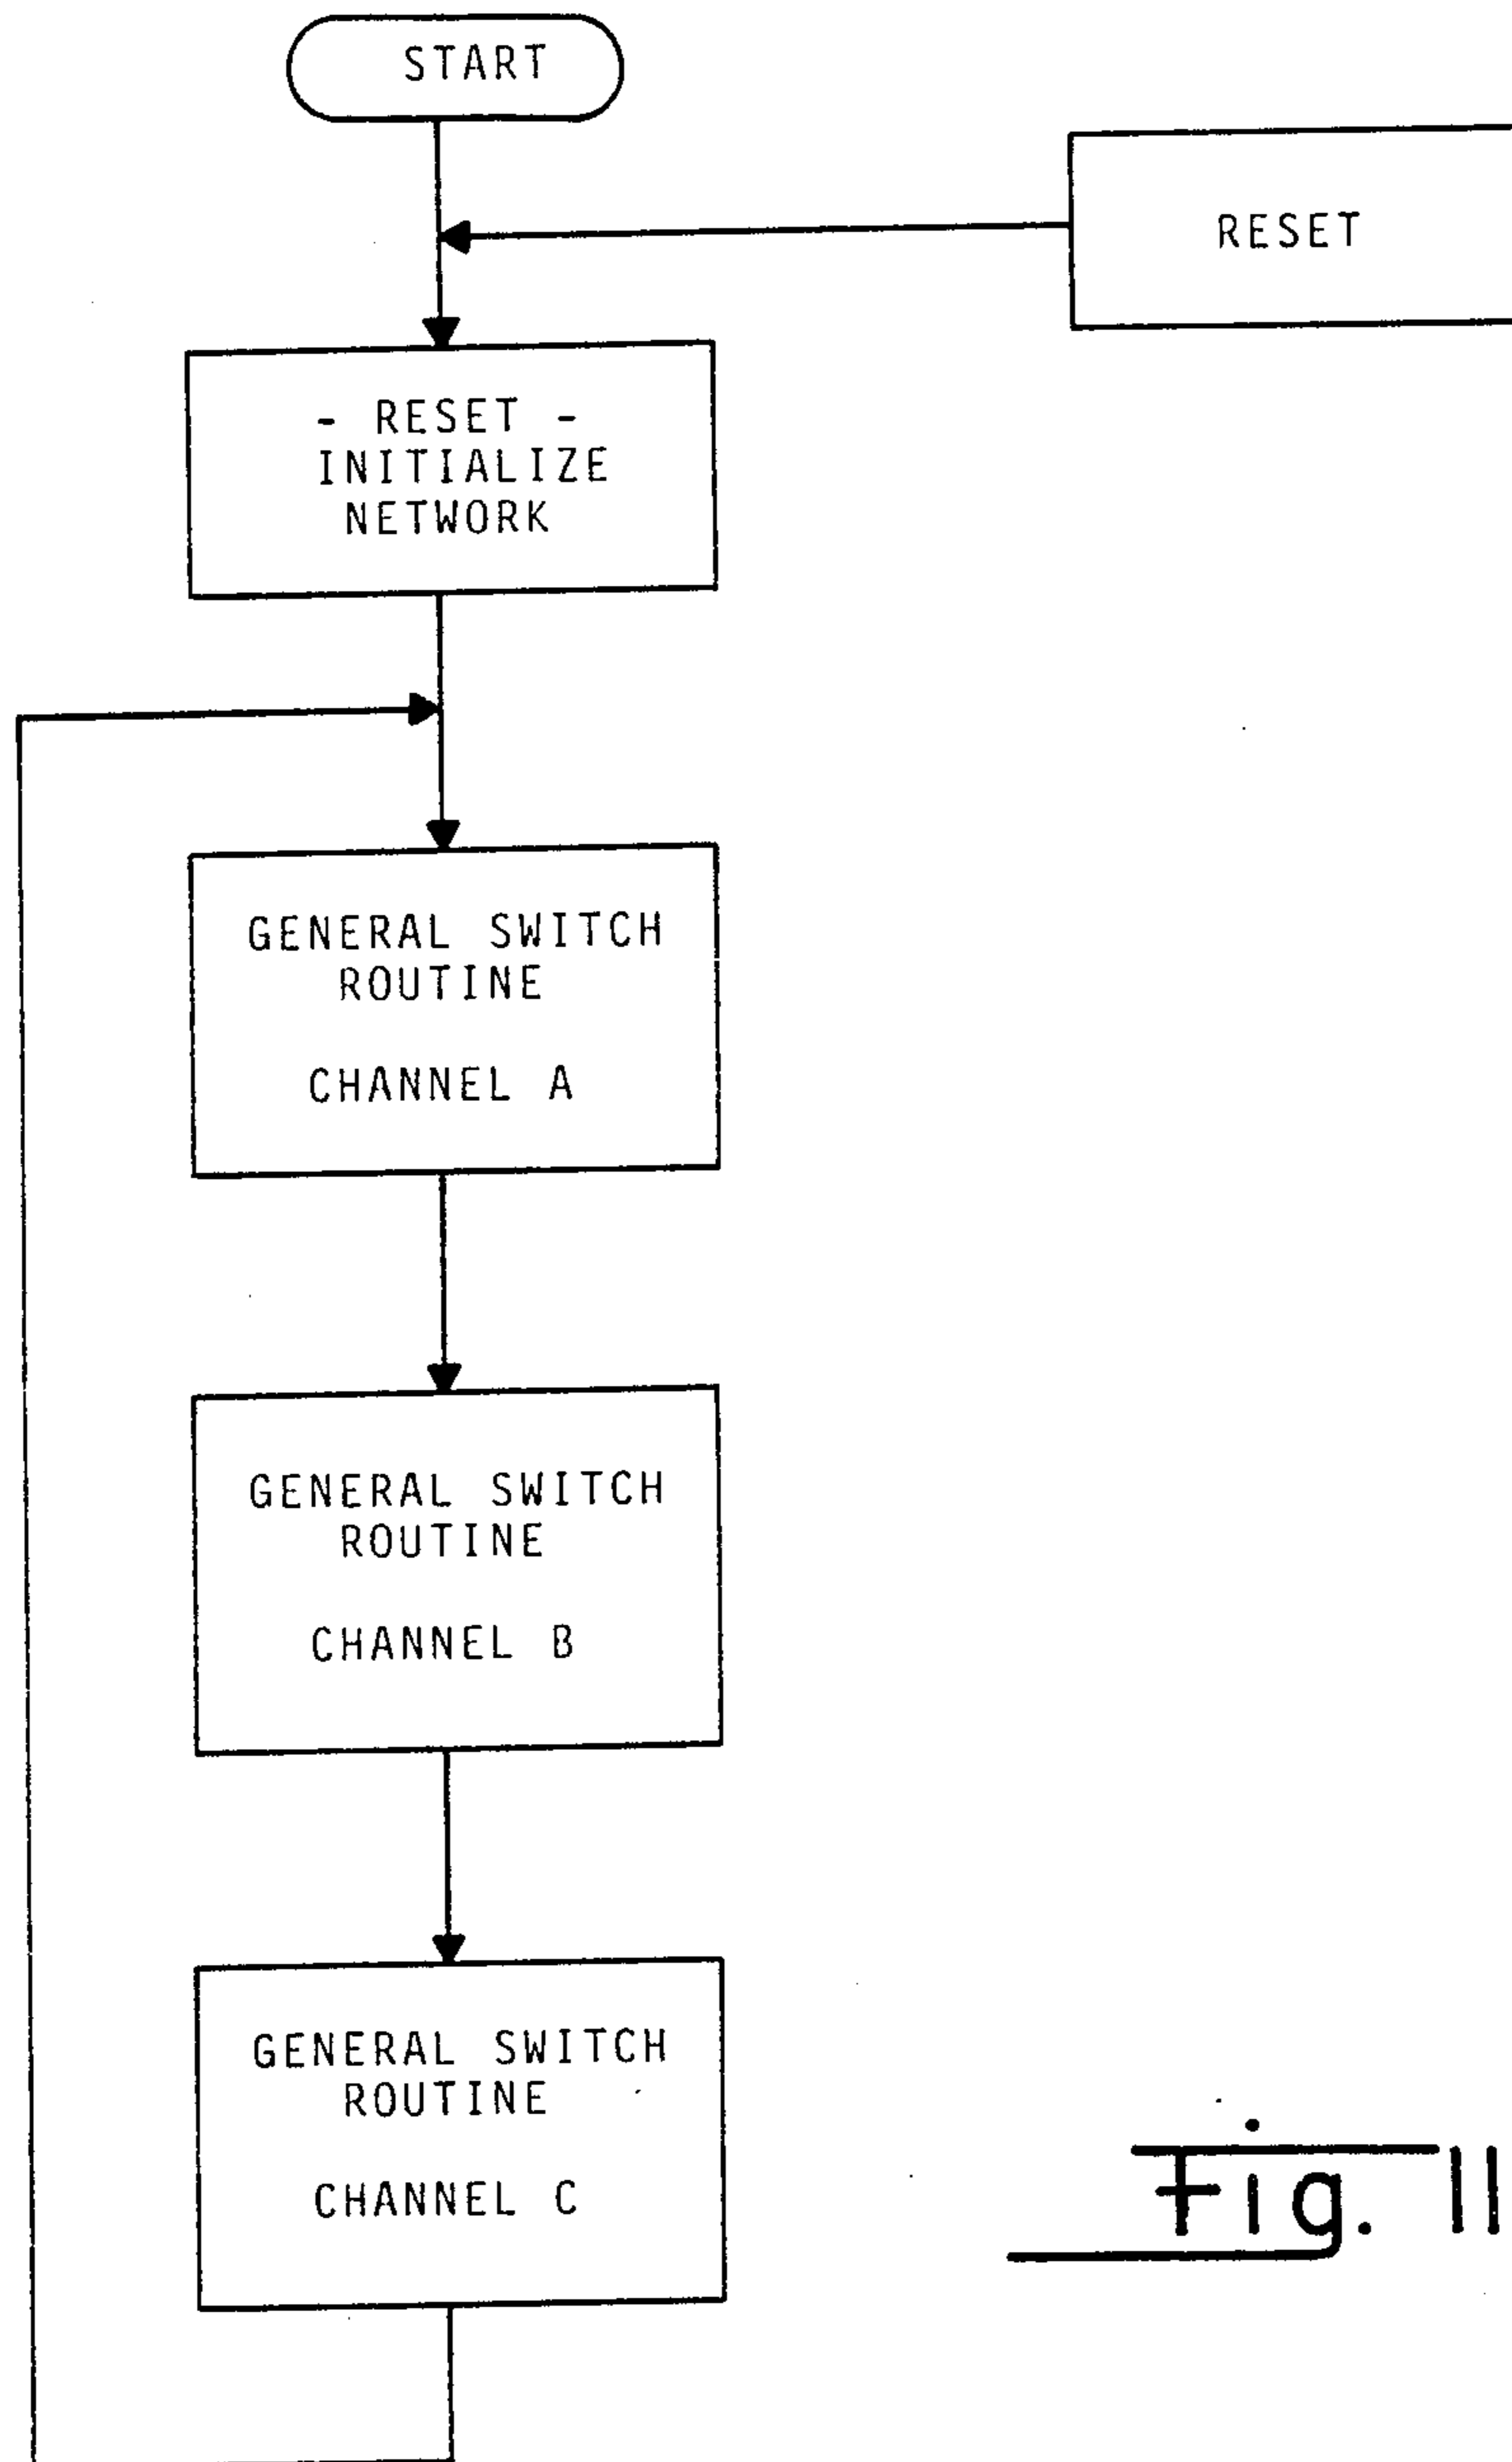 START
RESET
- RESET -
INITIALIZE
NETWORK
GENERAL SWITCH
ROUTINE
CHANNEL A
GENERAL SWITCH
ROUTINE
CHANNEL B
GENERAL SWITCH
ROUTINE
CHANNEL C
Fig. 11